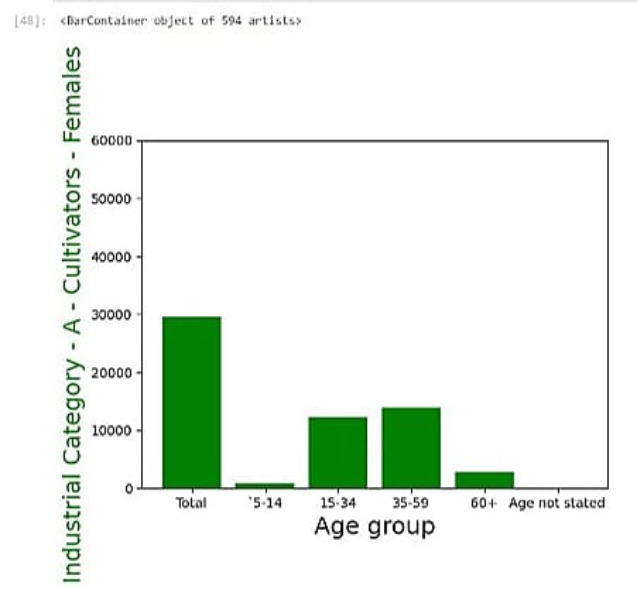 [48]: <BarContainer object of 594 artists>
Industrial Category - A - Cultivators - Females
60000
50000
40000
30000
20000
10000
0
Total `5-14 15-34 35-59 60+ Age not stated
Age group